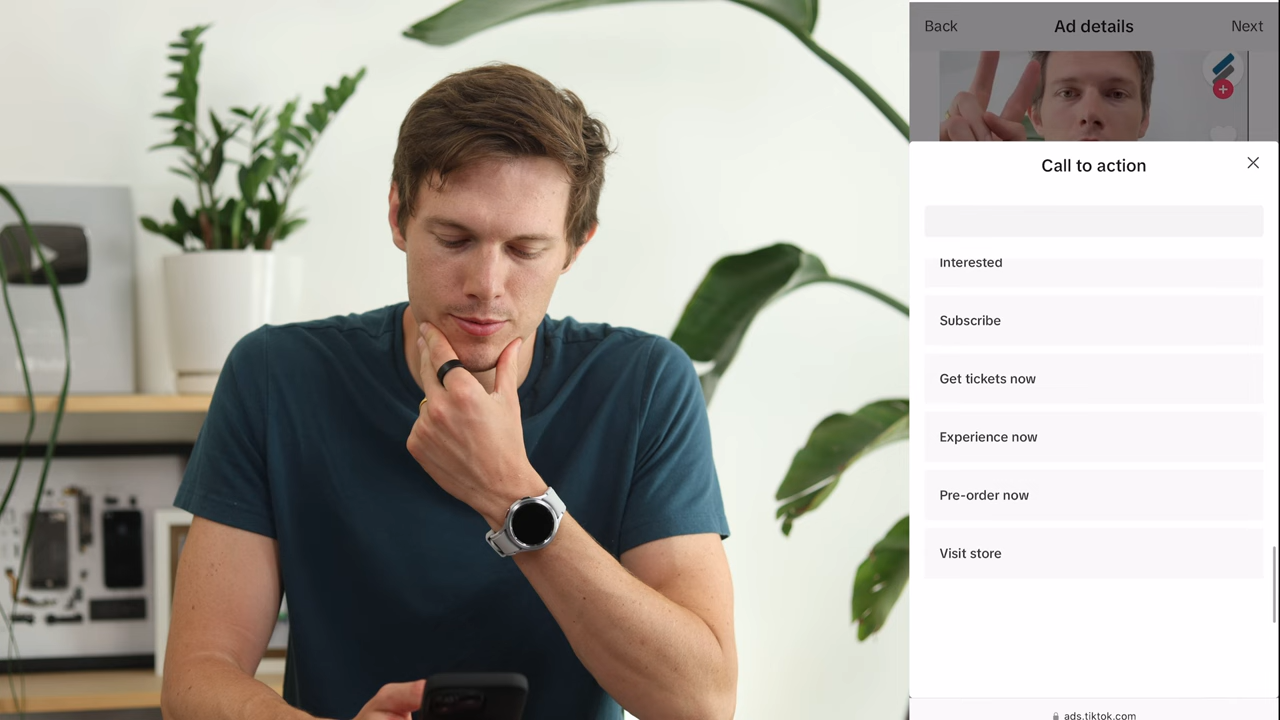 Back
Ad details
Next
Call to action
Interested
Subscribe
Get tickets now
Experience now
Pre-order now
Visit store
ads.tiktok.com